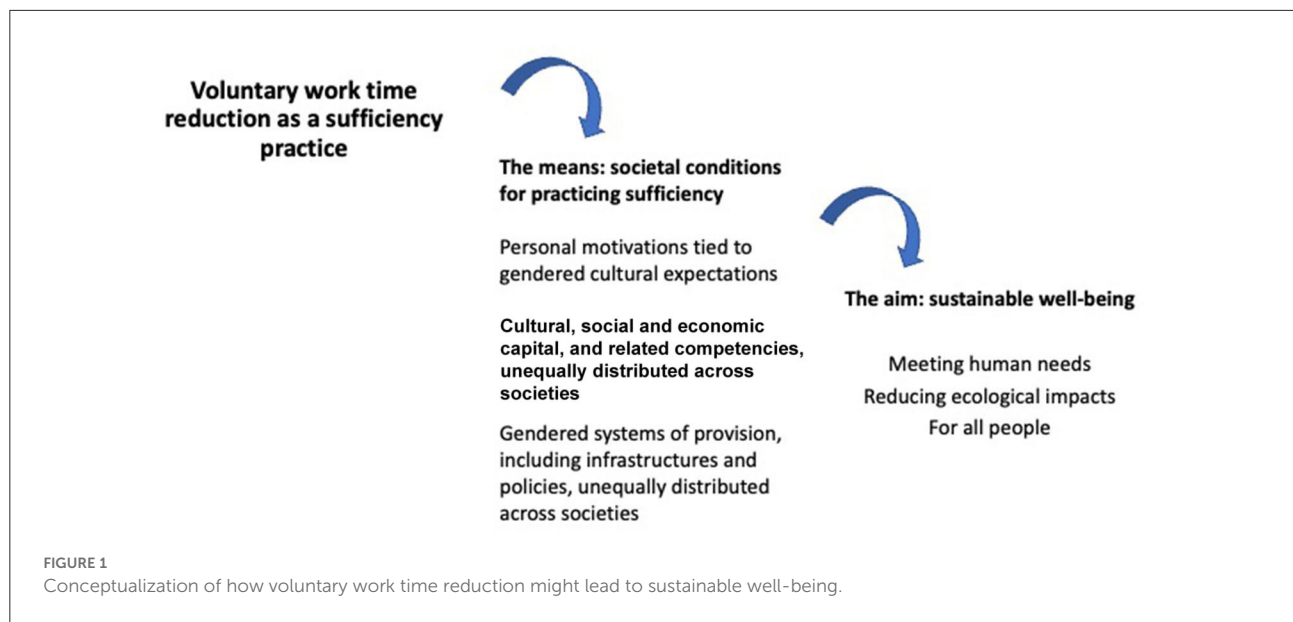 Voluntary work time
reduction as a sufficiency
practice
The means: societal conditions
for practicing sufficiency
Personal motivations tied to
gendered cultural expectations
Cultural, social and economic
capital, and related competencies,
unequally distributed across
societies
Gendered systems of provision,
including infrastructures and
policies, unequally distributed
across societies
The aim: sustainable well-being
Meeting human needs
Reducing ecological impacts
For all people
FIGURE 1
Conceptualization of how voluntary work time reduction might lead to sustainable well-being.